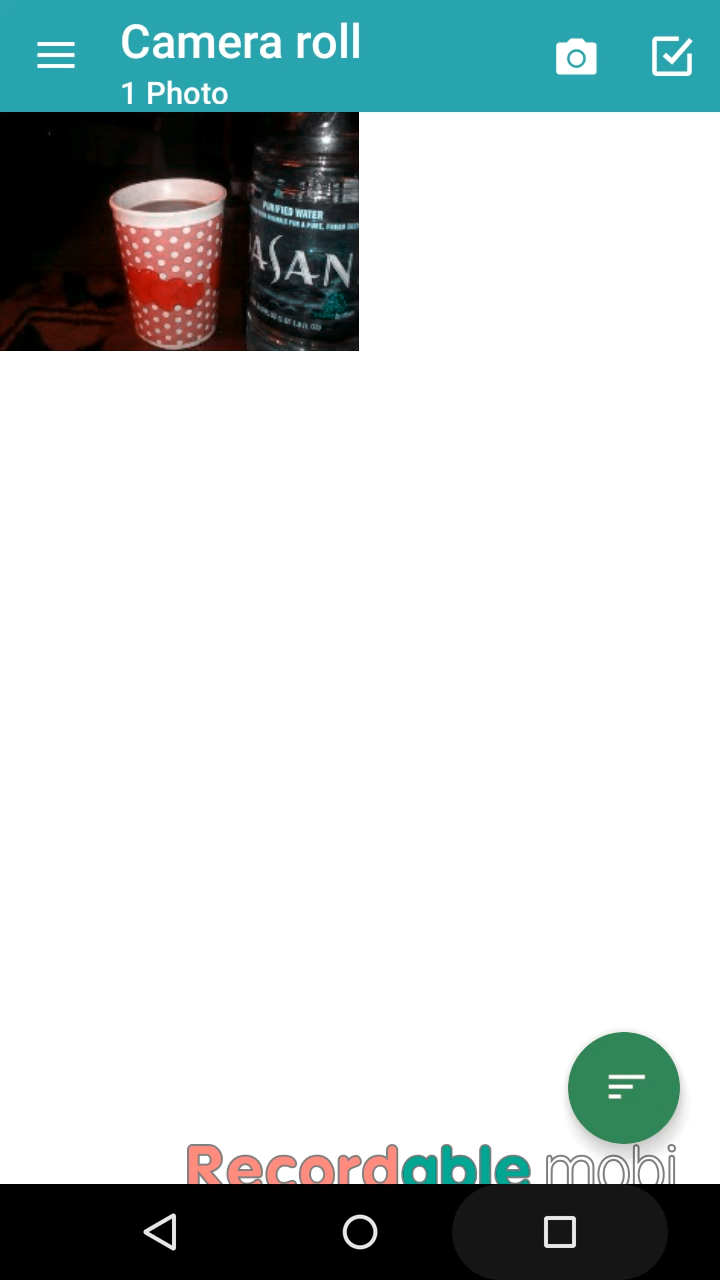 Camera roll
1 Photo
PURIFIED WATER
ASAN
Recordable mobi